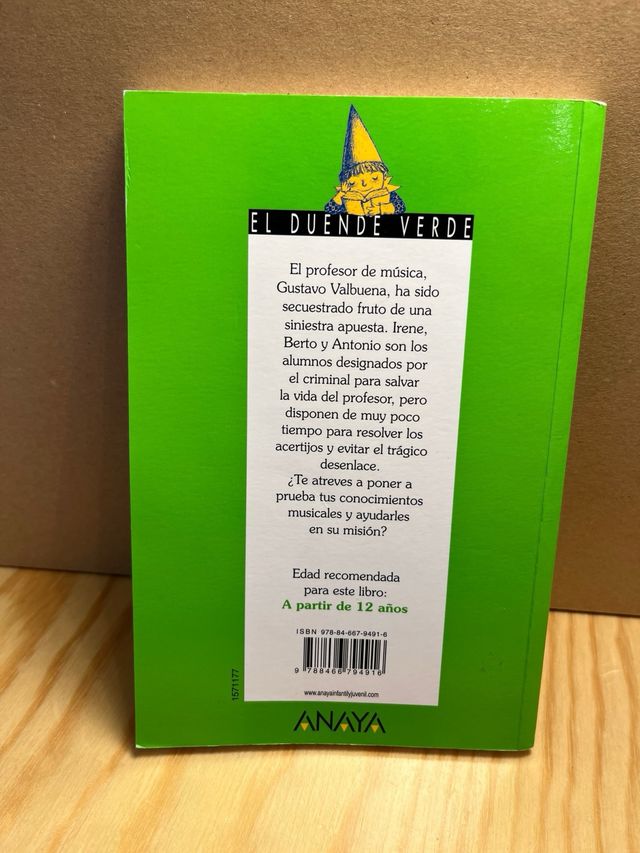 EL DUENDE VERDE
El profesor de música,
Gustavo Valbuena, ha sido
secuestrado fruto de una
siniestra apuesta. Irene,
Berto y Antonio son los
alumnos designados por
el criminal para salvar
la vida del profesor, pero
disponen de muy poco
tiempo para resolver los
acertijos y evitar el trágico
desenlace.
¿Te atreves a poner a
prueba tus conocimientos
musicales y ayudarles
en su misión?
Edad recomendada
para este libro:
A partir de 12 años
ISBN 978-84-667-9491-6
9 788466 794916
www.anayainfantilyjuvenil.com
1571177
ANAYA